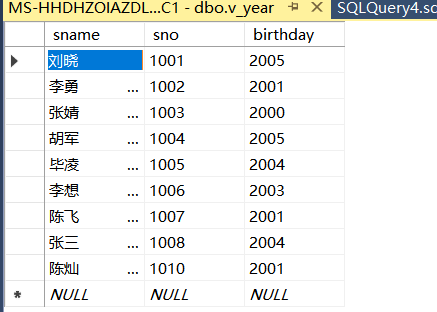 MS-HHDHZOIAZDL...C1 - dbo.v_year SQLQuery4.sq
sname sno birthday
刘晓 1001 2005
李勇 ... 1002 2001
张婧 ... 1003 2000
胡军 ... 1004 2005
毕凌 ... 1005 2004
李想 ... 1006 2003
陈飞 ... 1007 2001
张三 ... 1008 2004
陈灿 ... 1010 2001
NULL NULL NULL